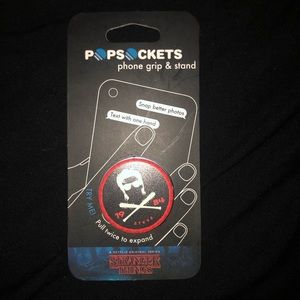 POPSOCKETS
phone grip & stand
Snap better photos
Text with one hand
19 84
STEVE
TRY ME!
Pull twice to expand
A NETFLIX ORIGINAL SERIES
STRANGER
THINGS